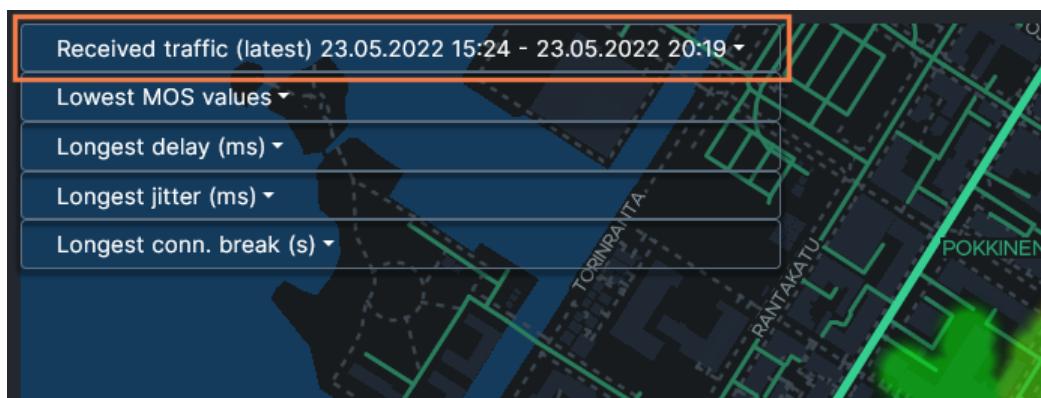 Received traffic (latest) 23.05.2022 15:24 - 23.05.2022 20:19
Lowest MOS values
Longest delay (ms)
Longest jitter (ms)
Longest conn. break (s)
TORINRANTA
RANTAKATU
POKKINEN